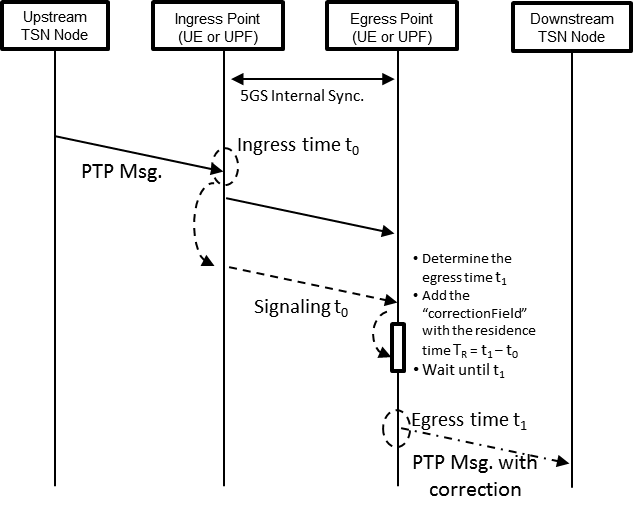 Upstream
TSN Node
Ingress Point
(UE or UPF)
Egress Point
(UE or UPF)
Downstream
TSN Node
5GS Internal Sync.
Ingress time t0
PTP Msg.
Signaling t0
• Determine the
egress time t1
• Add the
“correctionField”
with the residence
time TR = t1 – t0
• Wait until t1
Egress time t1
PTP Msg. with
correction